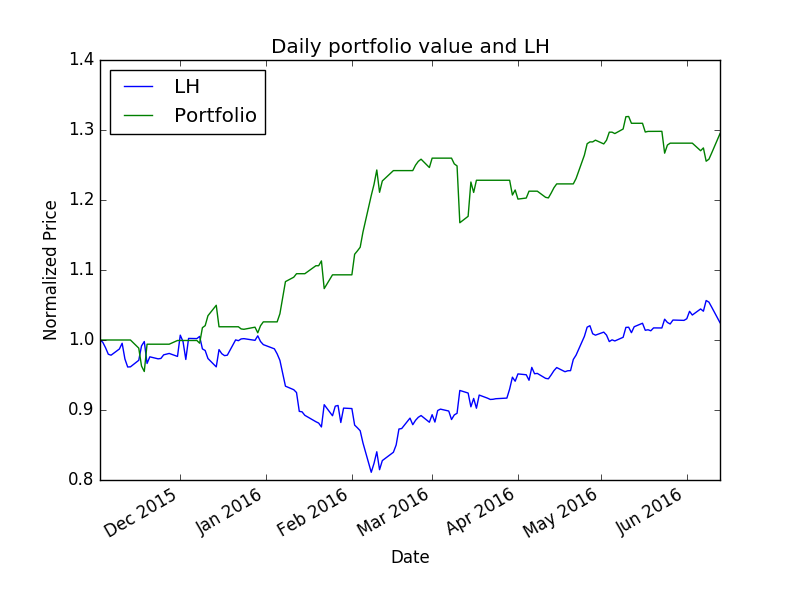 Daily portfolio value and LH
LH
Portfolio
Normalized Price
1.4
1.3
1.2
1.1
1.0
0.9
0.8
Dec 2015
Jan 2016
Feb 2016
Mar 2016
Apr 2016
May 2016
Jun 2016
Date